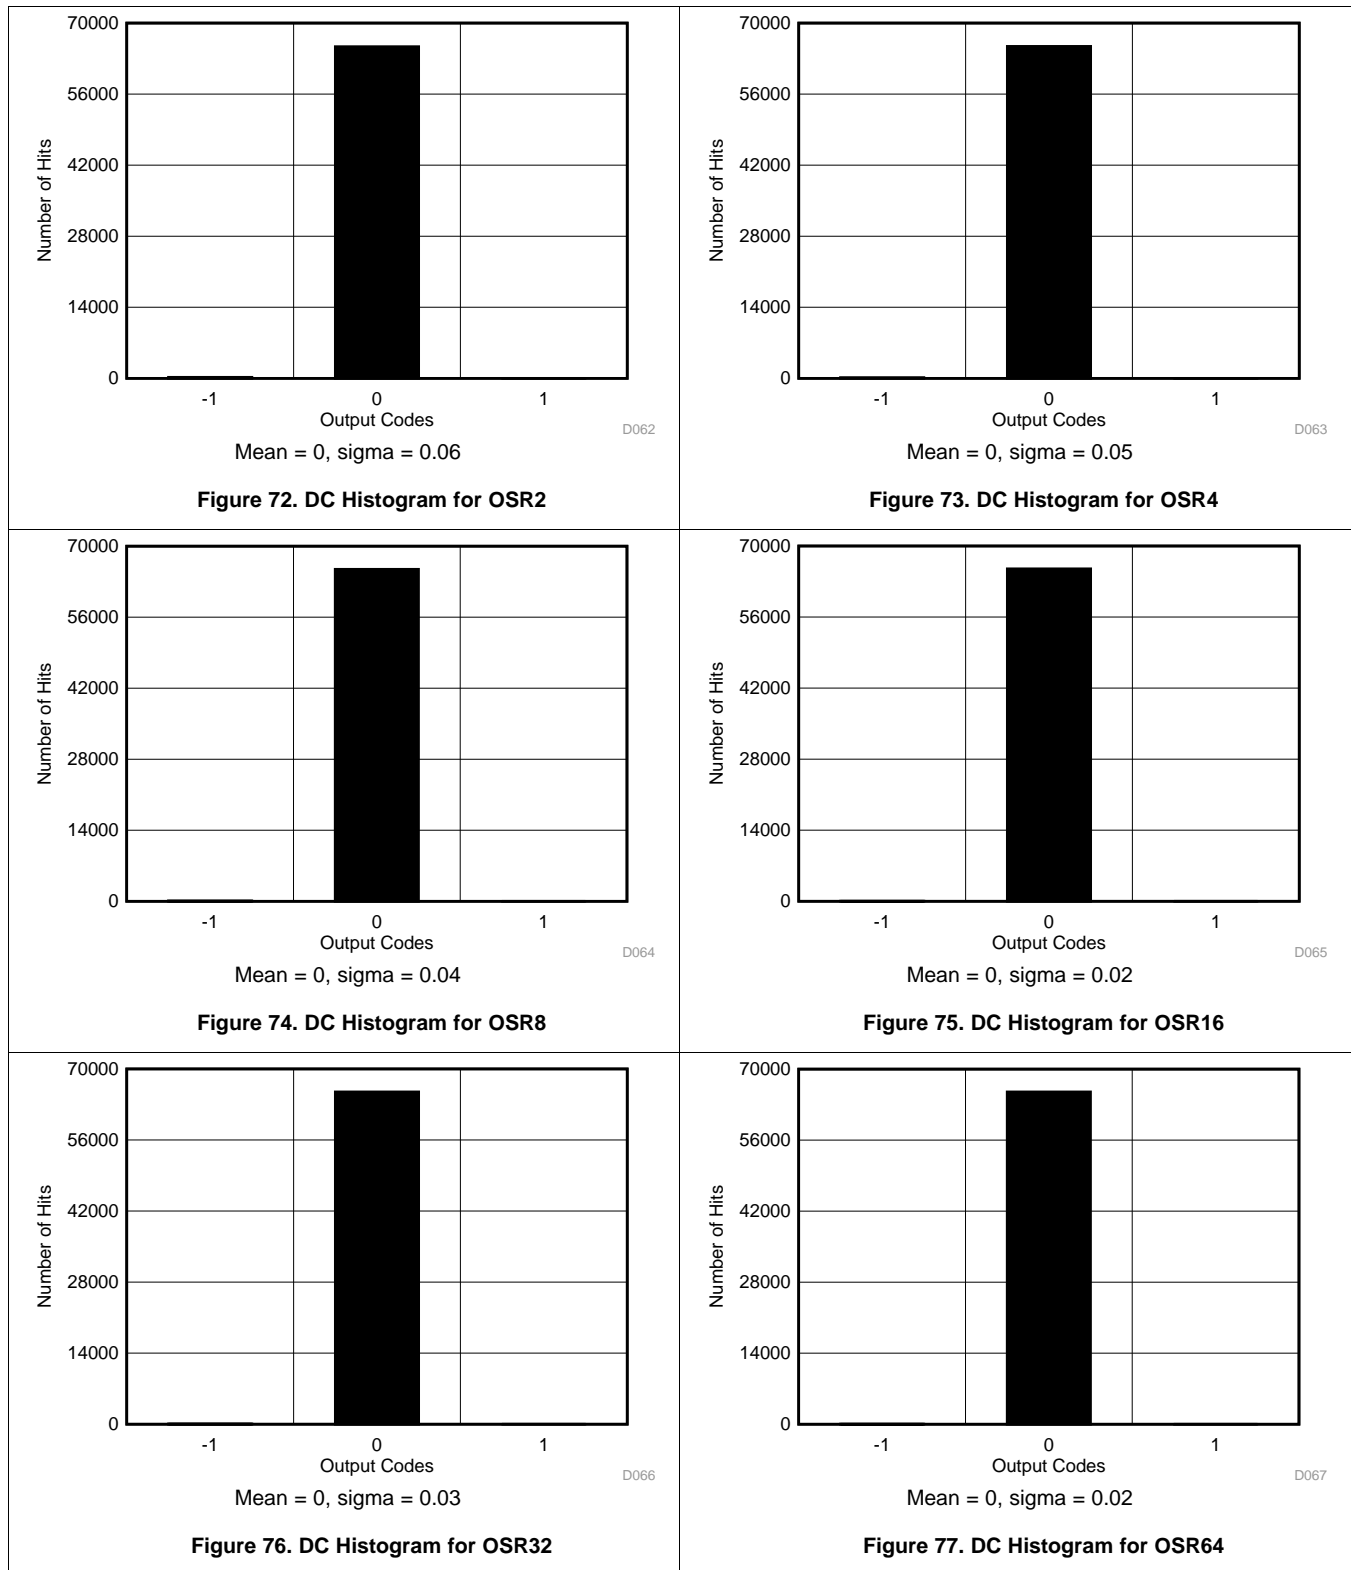 70000
56000
42000
28000
14000
0
Number of Hits
-1 0 1
Output Codes
D062
Mean = 0, sigma = 0.06
Figure 72. DC Histogram for OSR2
70000
56000
42000
28000
14000
0
Number of Hits
-1 0 1
Output Codes
D063
Mean = 0, sigma = 0.05
Figure 73. DC Histogram for OSR4
70000
56000
42000
28000
14000
0
Number of Hits
-1 0 1
Output Codes
D064
Mean = 0, sigma = 0.04
Figure 74. DC Histogram for OSR8
70000
56000
42000
28000
14000
0
Number of Hits
-1 0 1
Output Codes
D065
Mean = 0, sigma = 0.02
Figure 75. DC Histogram for OSR16
70000
56000
42000
28000
14000
0
Number of Hits
-1 0 1
Output Codes
D066
Mean = 0, sigma = 0.03
Figure 76. DC Histogram for OSR32
70000
56000
42000
28000
14000
0
Number of Hits
-1 0 1
Output Codes
D067
Mean = 0, sigma = 0.02
Figure 77. DC Histogram for OSR64